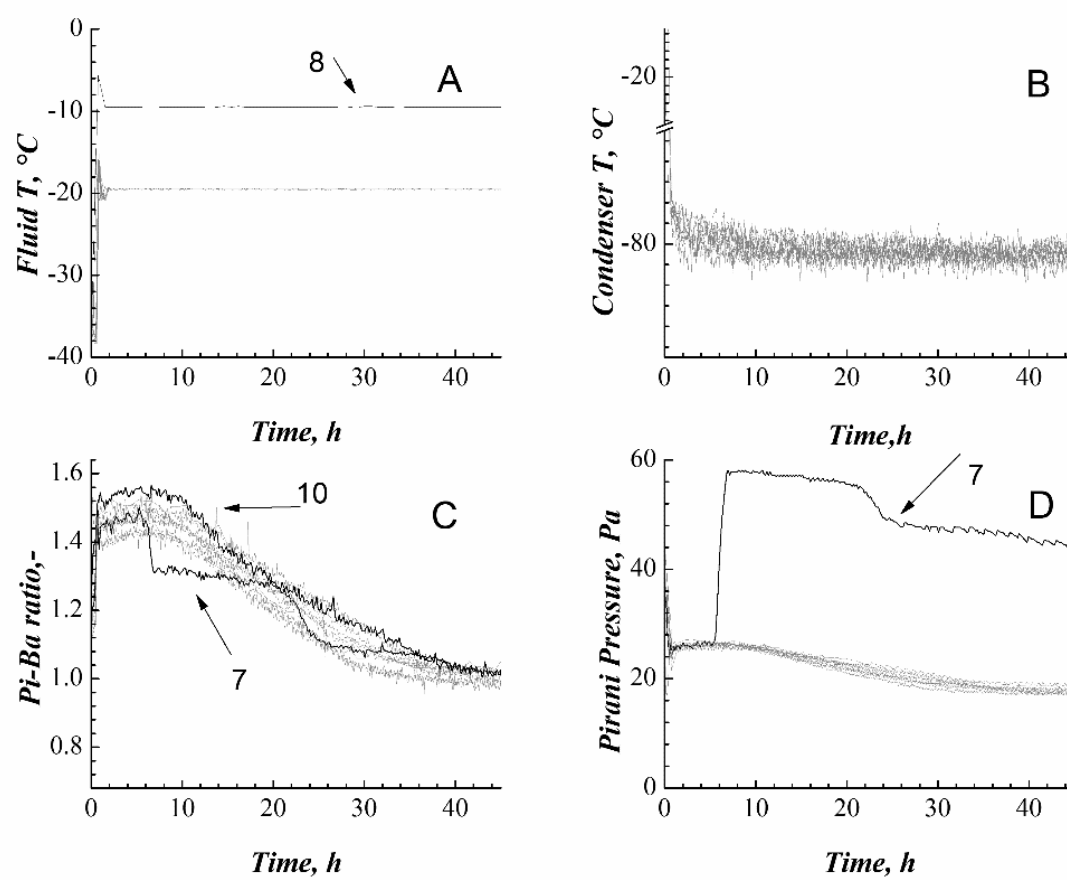 0
-10
-20
-30
-40
Fluid T, °C
8
A
0 10 20 30 40
Time, h
-20
-80
Condenser T, °C
B
0 10 20 30 40
Time,h
1.6
1.4
1.2
1.0
0.8
Pi-Ba ratio,-
10
7
C
0 10 20 30 40
Time, h
60
40
20
0
Pirani Pressure, Pa
7
D
0 10 20 30 40
Time, h